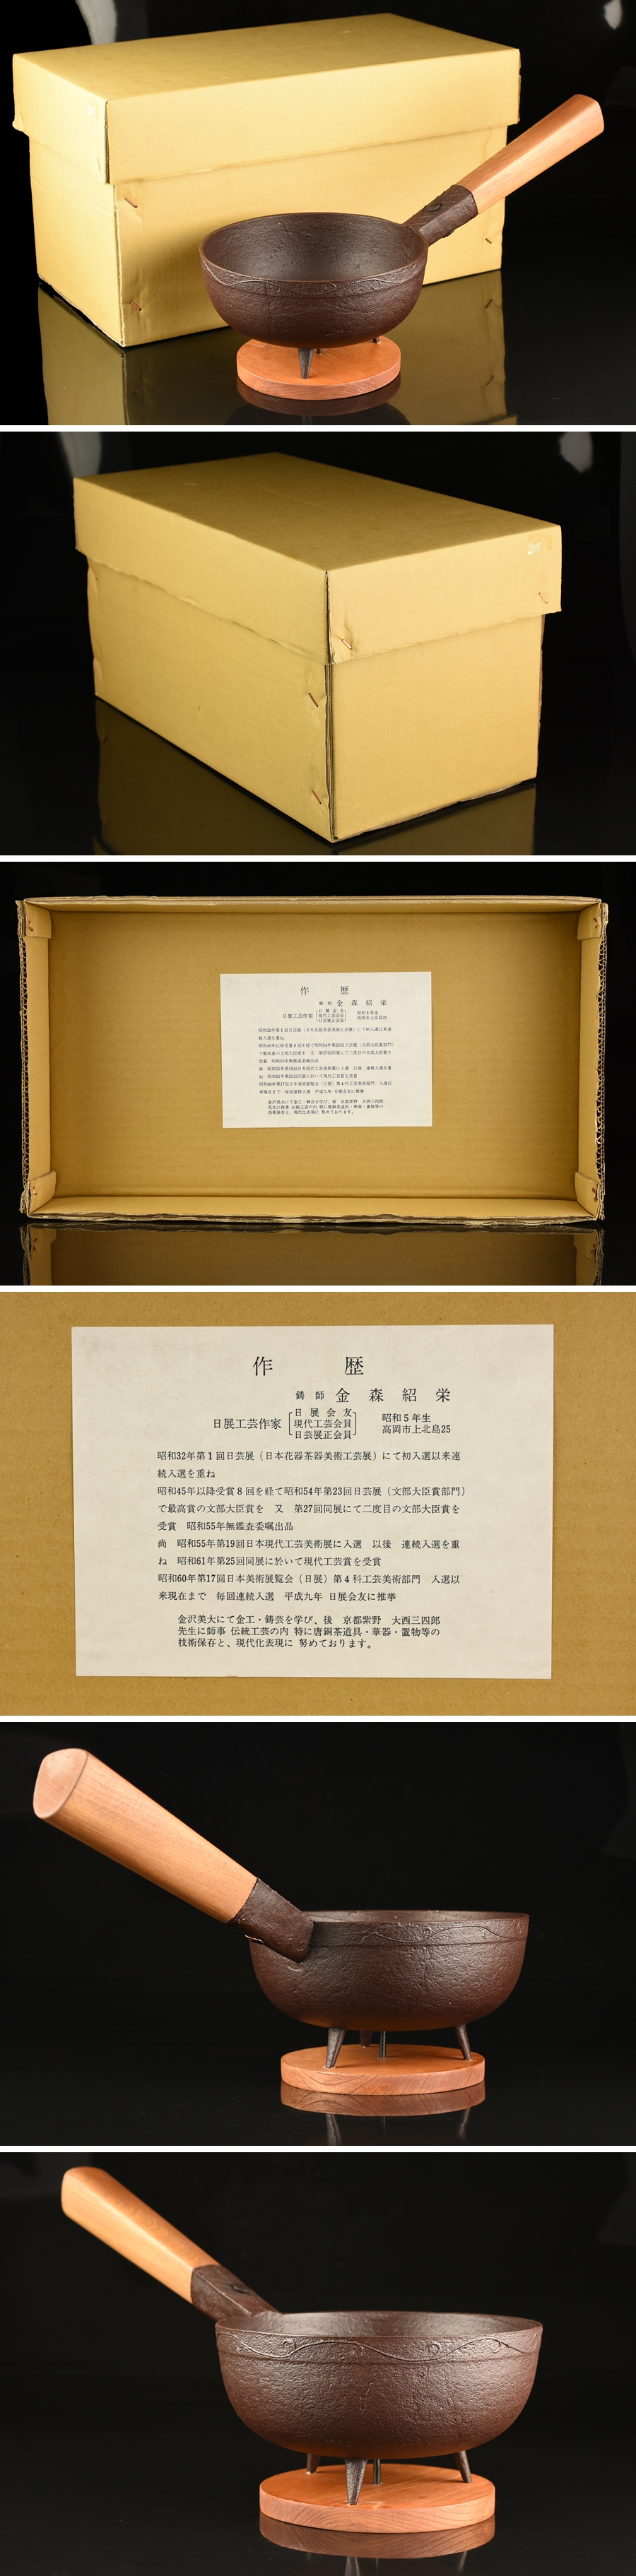 作 歴
鋳師 金森紹栄
日展工芸作家
日展会友
現代工芸会員
日芸展正会員
昭和5年生
高岡市上北島25
昭和32年第1回日芸展（日本花器茶器美術工芸展）にて初入選以来連
続入選を重ね
昭和45年以降受賞8回を経て昭和54年第23回日芸展（文部大臣賞部門）
で最高賞の文部大臣賞を 又 第27回同展にて二度目の文部大臣賞を
受賞 昭和55年無鑑査委嘱出品
尚 昭和55年第19回日本現代工芸美術展に入選 以後 連続入選を重
ね 昭和61年第25回同展に於いて現代工芸賞を受賞
昭和60年第17回日本美術展覧会（日展）第4科工芸美術部門 入選以
来現在まで 毎回連続入選 平成九年 日展会友に推挙
金沢美大にて金工・鋳芸を学び、後 京都紫野 大西三四郎
先生に師事 伝統工芸の内 特に唐銅茶道具・華器・置物等の
技術保存と、現代化表現に 努めております。